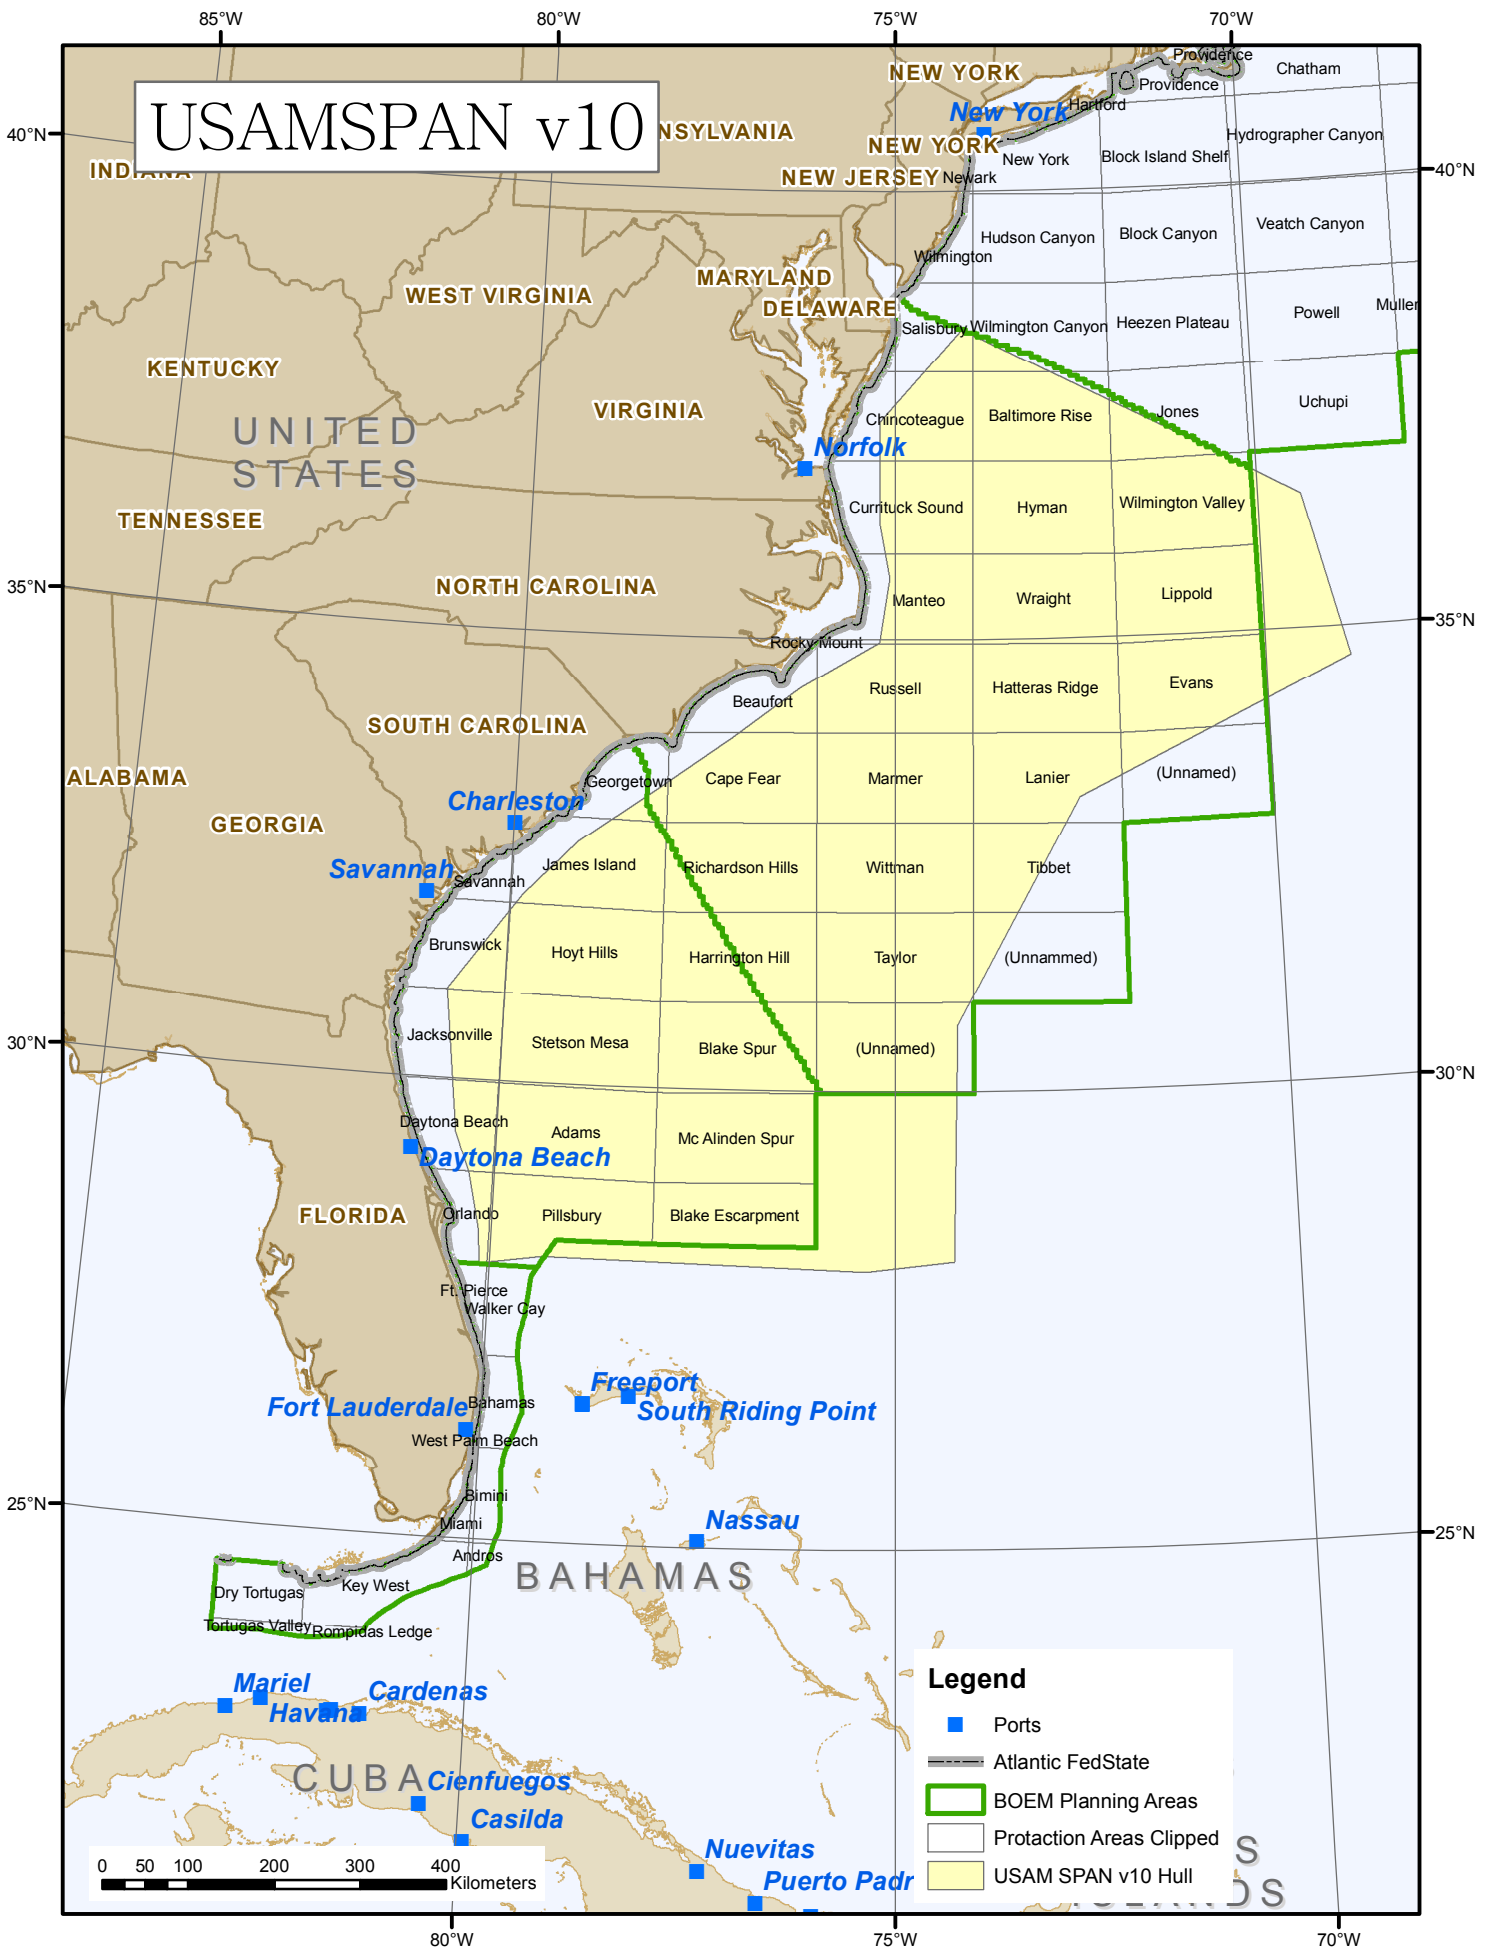 85°W
80°W
75°W
70°W
USAMSPAN v10
NEW YORK
Providence
Chatham
Providence
Hartford
New York
40°N
NSYLVANIA
NEW YORK
New York
Block Island Shelf
Hydrographer Canyon
INDIANA
NEW JERSEY
Newark
40°N
Hudson Canyon
Block Canyon
Veatch Canyon
Wilmington
MARYLAND
WEST VIRGINIA
DELAWARE
Salisbury
Wilmington Canyon
Heezen Plateau
Powell
Muller
KENTUCKY
VIRGINIA
Chincoteague
Baltimore Rise
Jones
Uchupi
UNITED
STATES
Norfolk
Currituck Sound
Hyman
Wilmington Valley
TENNESSEE
35°N
NORTH CAROLINA
Manteo
Wraight
Lippold
35°N
Rocky Mount
Beaufort
Russell
Hatteras Ridge
Evans
SOUTH CAROLINA
ALABAMA
Georgetown
Cape Fear
Marmer
Lanier
(Unnamed)
Charleston
GEORGIA
Savannah
Savannah
James Island
Richardson Hills
Wittman
Tibbet
Brunswick
Hoyt Hills
Harrington Hill
Taylor
(Unnammed)
30°N
Jacksonville
Stetson Mesa
Blake Spur
(Unnamed)
30°N
Daytona Beach
Adams
Mc Alinden Spur
Daytona Beach
FLORIDA
Orlando
Pillsbury
Blake Escarpment
Ft. Pierce
Walker Cay
Freeport
South Riding Point
Fort Lauderdale
Bahamas
West Palm Beach
25°N
Bimini
Miami
Nassau
25°N
Andros
BAHAMAS
Key West
Dry Tortugas
Tortugas Valley
Rompidas Ledge
Mariel
Cardenas
Havana
CUBA
Cienfuegos
Casilda
Nuevitas
Puerto Padr
Legend
Ports
Atlantic FedState
BOEM Planning Areas
Protaction Areas Clipped
USAM SPAN v10 Hull
S
ISLANDS
0 50 100 200 300 400
Kilometers
80°W
75°W
70°W